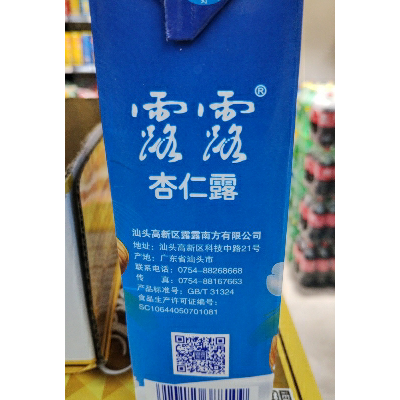 露露®
杏仁露
汕头高新区露露南方有限公司
地址：汕头高新区科技中路21号
产地：广东省汕头市
联系电话：0754-88268668
传 真：0754-88167663
产品标准号：GB/T 31324
食品生产许可证编号：
SC10644050701081